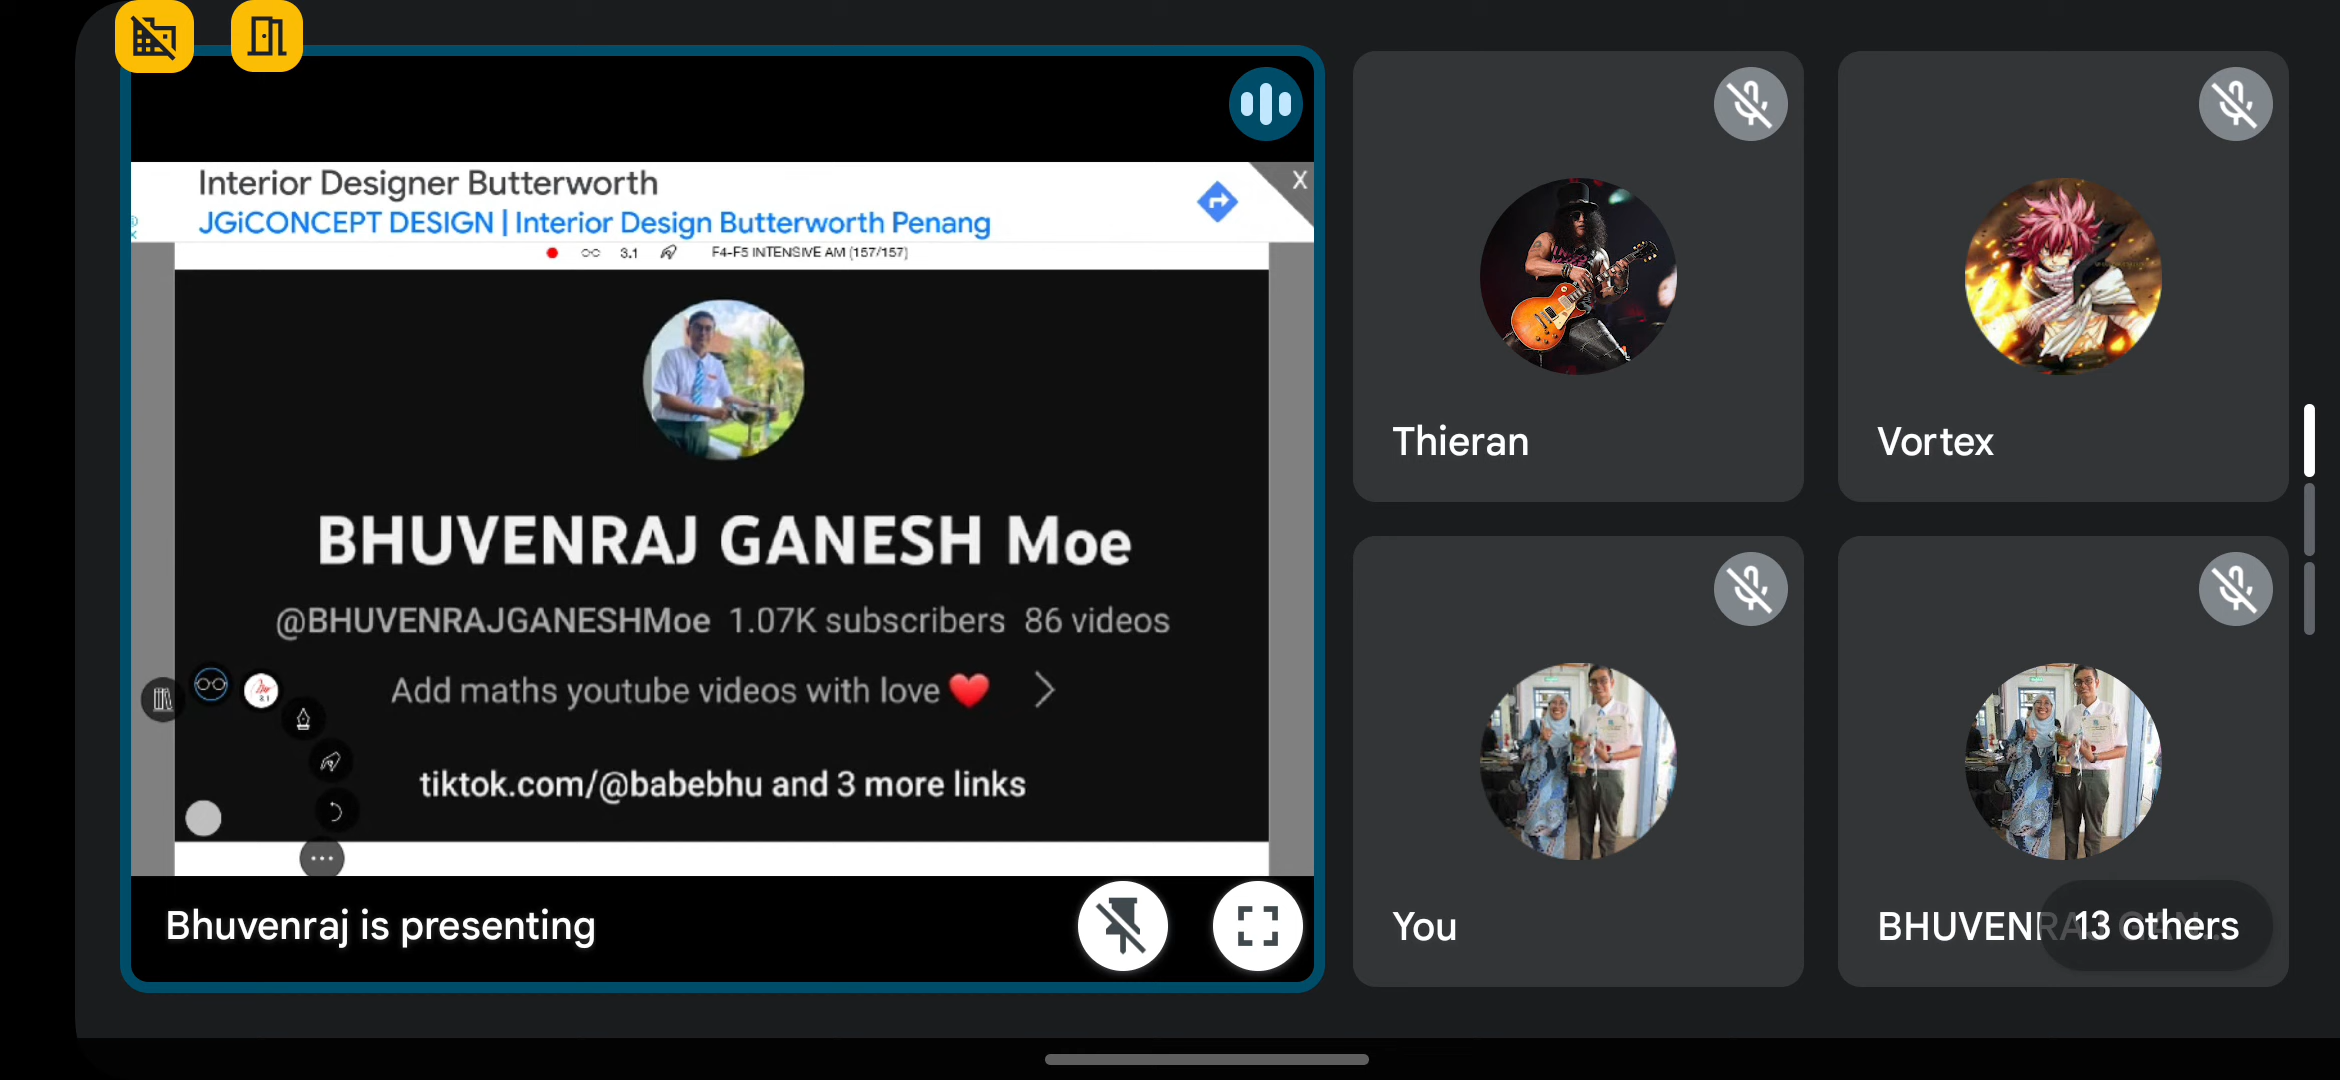 Interior Designer Butterworth
JGiCONCEPT DESIGN | Interior Design Butterworth Penang
X
3.1 F4-F5 INTENSIVE AM (157/157)
BHUVENRAJ GANESH Moe
@BHUVENRAJGANESHMoe 1.07K subscribers 86 videos
Add maths youtube videos with love ❤️ >
tiktok.com/@babebhu and 3 more links
Bhuvenraj is presenting
Thieran
Vortex
You
BHUVENRAJ
13 others